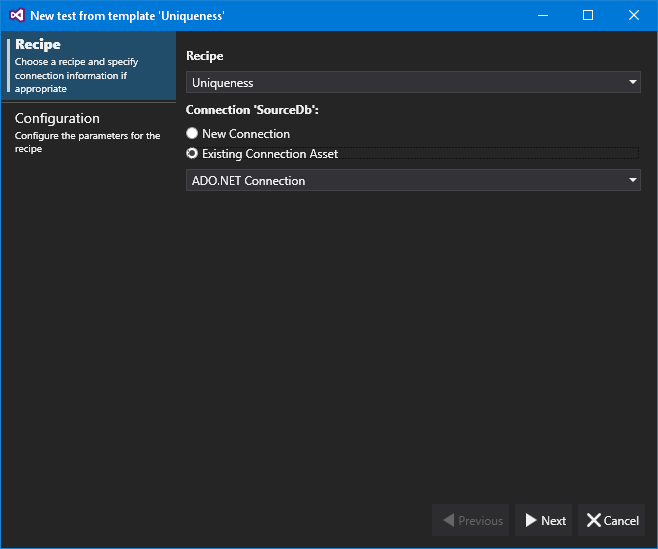 New test from template 'Uniqueness'
Recipe
Choose a recipe and specify
connection information if
appropriate
Configuration
Configure the parameters for the
recipe
Recipe
Uniqueness
Connection 'SourceDb':
New Connection
Existing Connection Asset
ADO.NET Connection
Previous
Next
Cancel